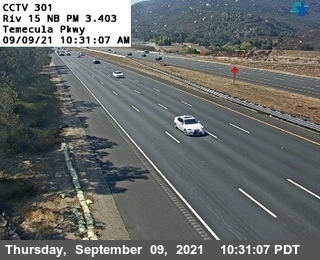 CCTV 301
Riv 15 NB PM 3.403
Temecula Pkwy
09/09/21 10:31:07 AM
Thursday, September 09, 2021 10:31:07 PDT